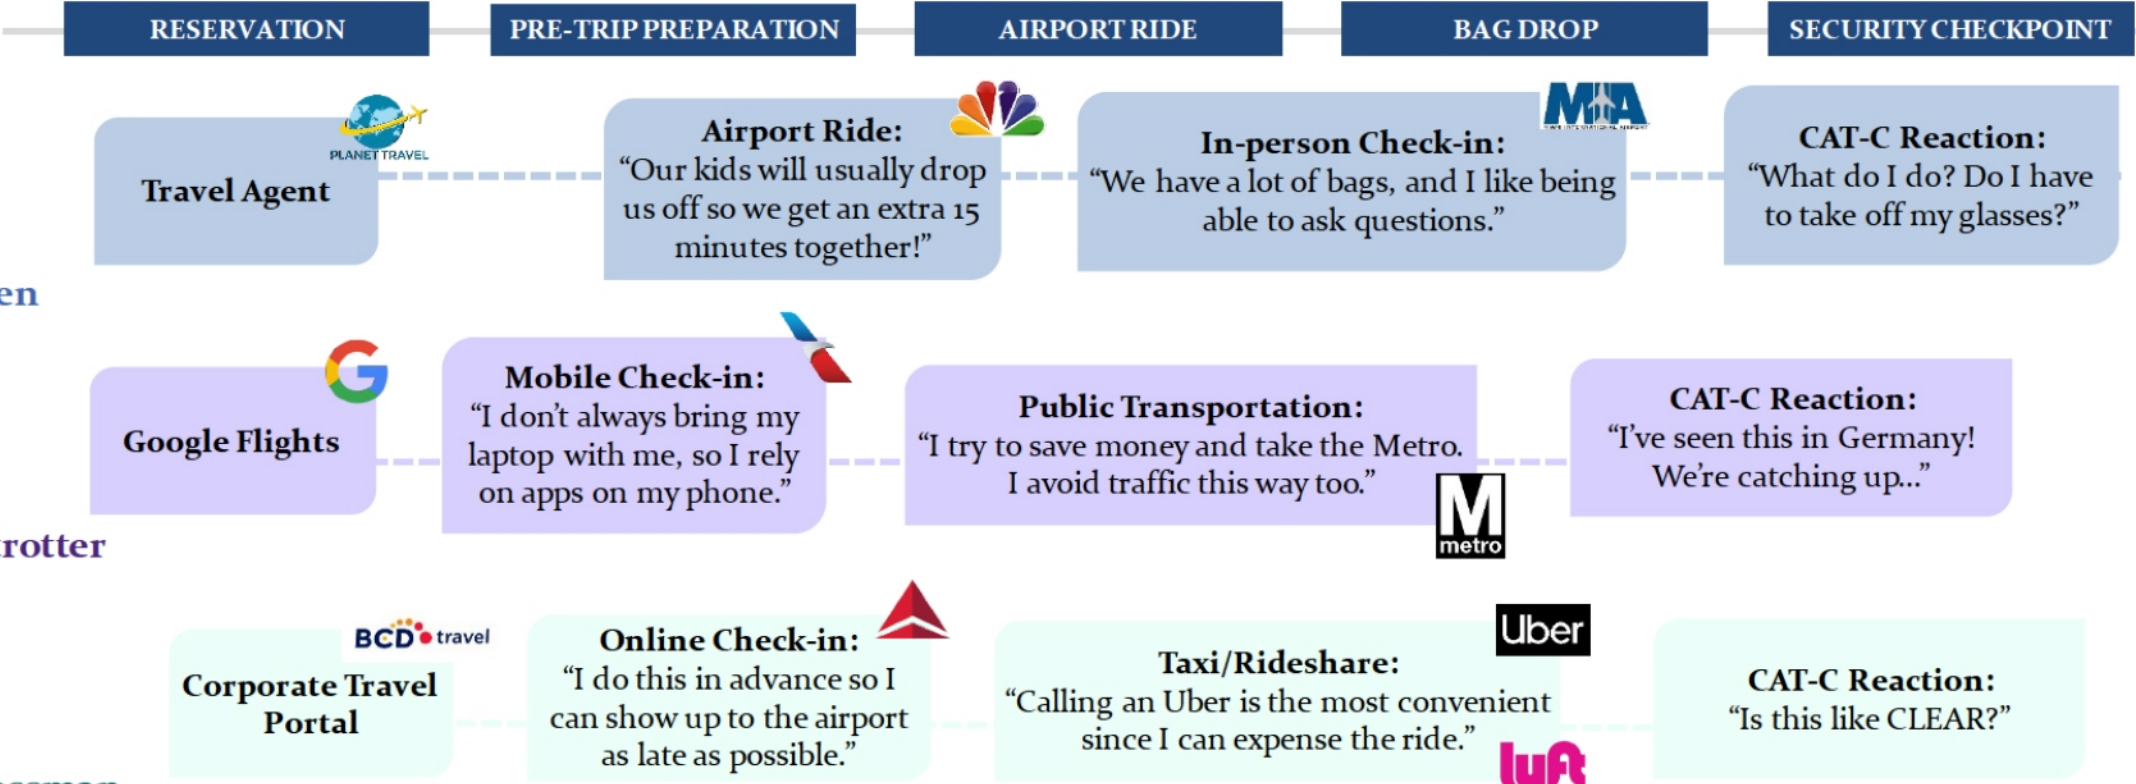 RESERVATION
PRE-TRIP PREPARATION
AIRPORT RIDE
BAG DROP
SECURITY CHECKPOINT
PLANET TRAVEL
Travel Agent
Airport Ride:
“Our kids will usually drop
us off so we get an extra 15
minutes together!”
MIA
In-person Check-in:
“We have a lot of bags, and I like being
able to ask questions.”
CAT-C Reaction:
“What do I do? Do I have
to take off my glasses?”
en
Google Flights
Mobile Check-in:
“I don’t always bring my
laptop with me, so I rely
on apps on my phone.”
Public Transportation:
“I try to save money and take the Metro.
I avoid traffic this way too.”
M
metro
CAT-C Reaction:
“I’ve seen this in Germany!
We’re catching up...”
rotter
BCD travel
Corporate Travel
Portal
Online Check-in:
“I do this in advance so I
can show up to the airport
as late as possible.”
Uber
Taxi/Rideshare:
“Calling an Uber is the most convenient
since I can expense the ride.”
lyft
CAT-C Reaction:
“Is this like CLEAR?”